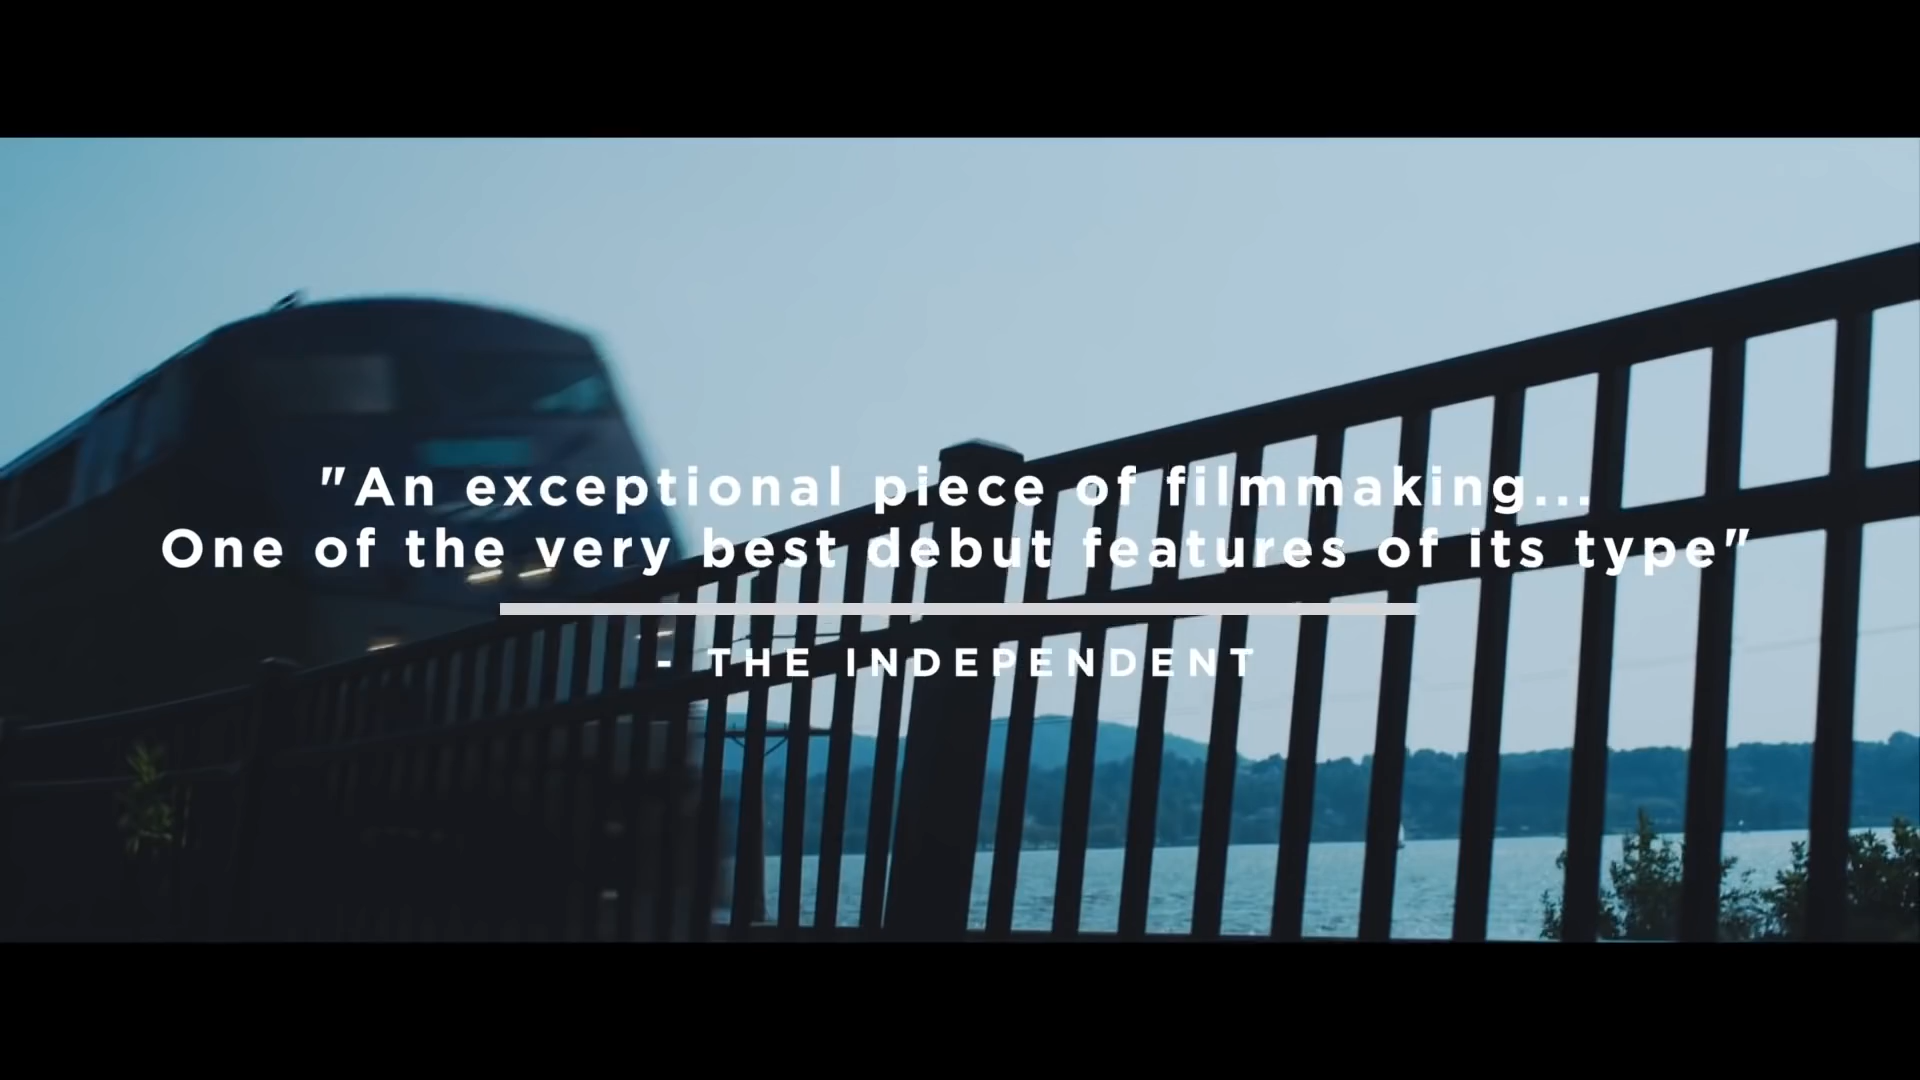 "An exceptional piece of filmmaking...
One of the very best debut features of its type"
- THE INDEPENDENT